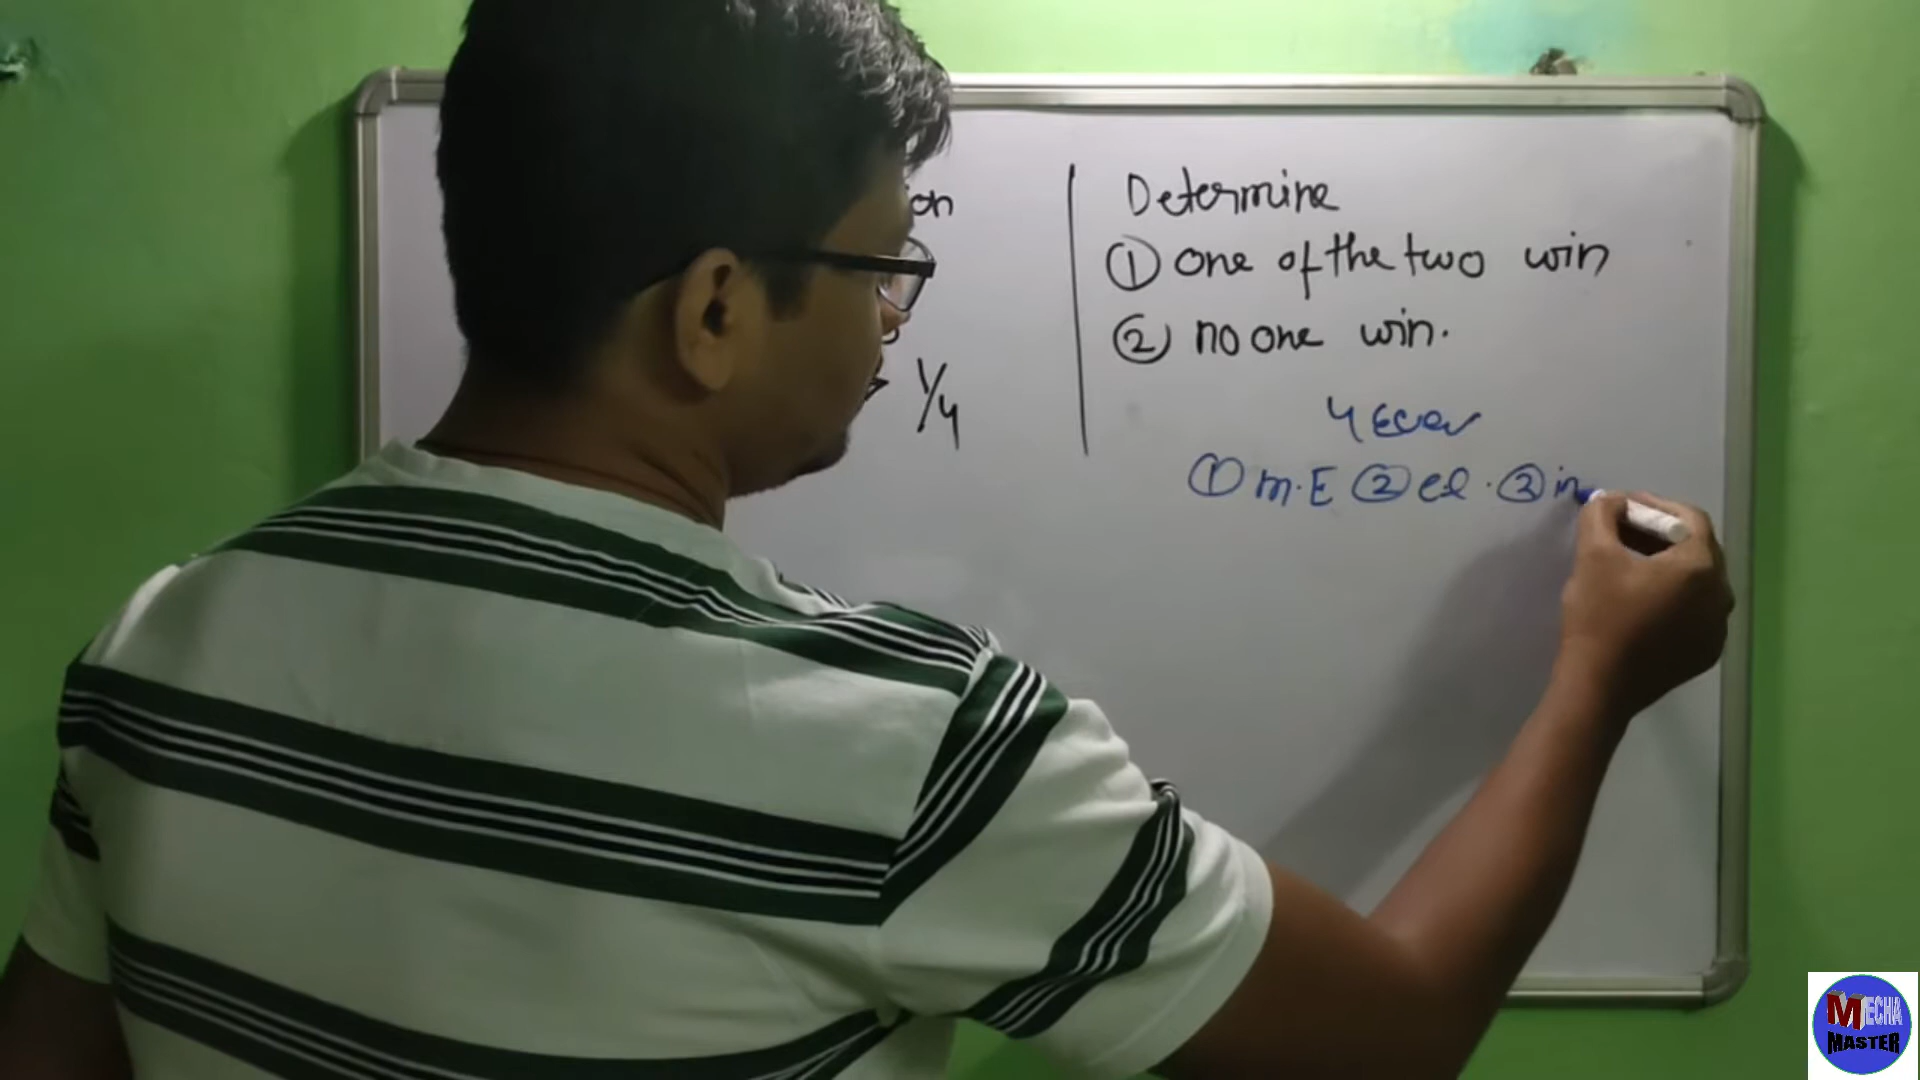 on
1/4
Determine
① one of the two win
② no one win.
4
① M.E ② el. ③ in
MECHA
MASTER